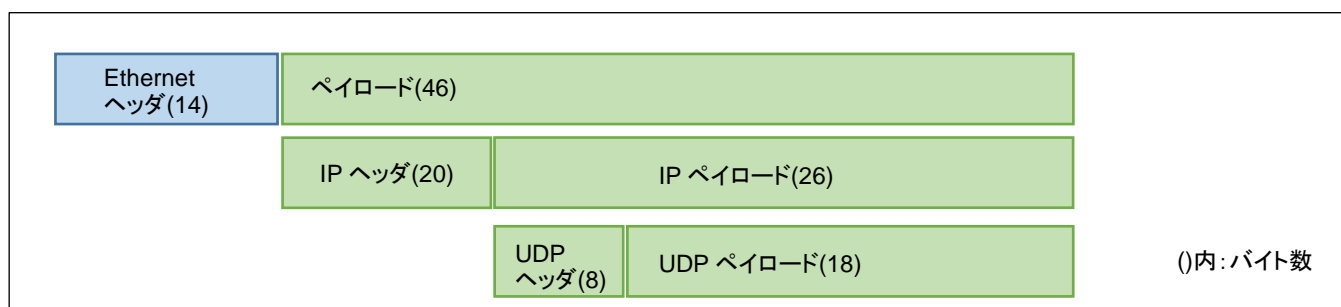 Ethernet
ヘッダ(14)
ペイロード(46)
IP ヘッダ(20)
IP ペイロード(26)
UDP
ヘッダ(8)
UDP ペイロード(18)
()内：バイト数